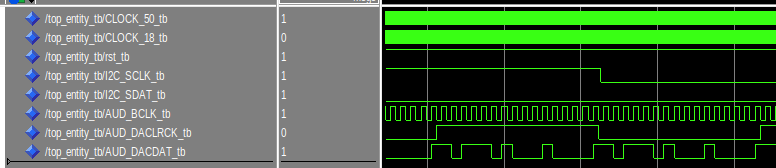 /top_entity_tb/CLOCK_50_tb 1
/top_entity_tb/CLOCK_18_tb 0
/top_entity_tb/rst_tb 1
/top_entity_tb/I2C_SCLK_tb 1
/top_entity_tb/I2C_SDAT_tb 1
/top_entity_tb/AUD_BCLK_tb 1
/top_entity_tb/AUD_DACLRCK_tb 0
/top_entity_tb/AUD_DACDAT_tb 1